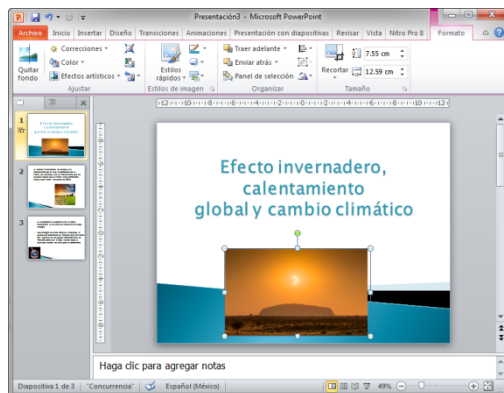 Presentación3 - Microsoft PowerPoint
Archivo Inicio Insertar Diseño Transiciones Animaciones Presentación con diapositivas Revisar Vista Nitro Pro 8 Formato
Quitar fondo
Correcciones
Color
Efectos artísticos
Ajustar
Estilos rápidos
Estilos de imagen
Traer adelante
Enviar atrás
Panel de selección
Organizar
Recortar
7.55 cm
12.59 cm
Tamaño
1
2
3
Efecto invernadero,
calentamiento
global y cambio climático
Haga clic para agregar notas
Diapositiva 1 de 3 "Concurrencia" Español (México) 49%